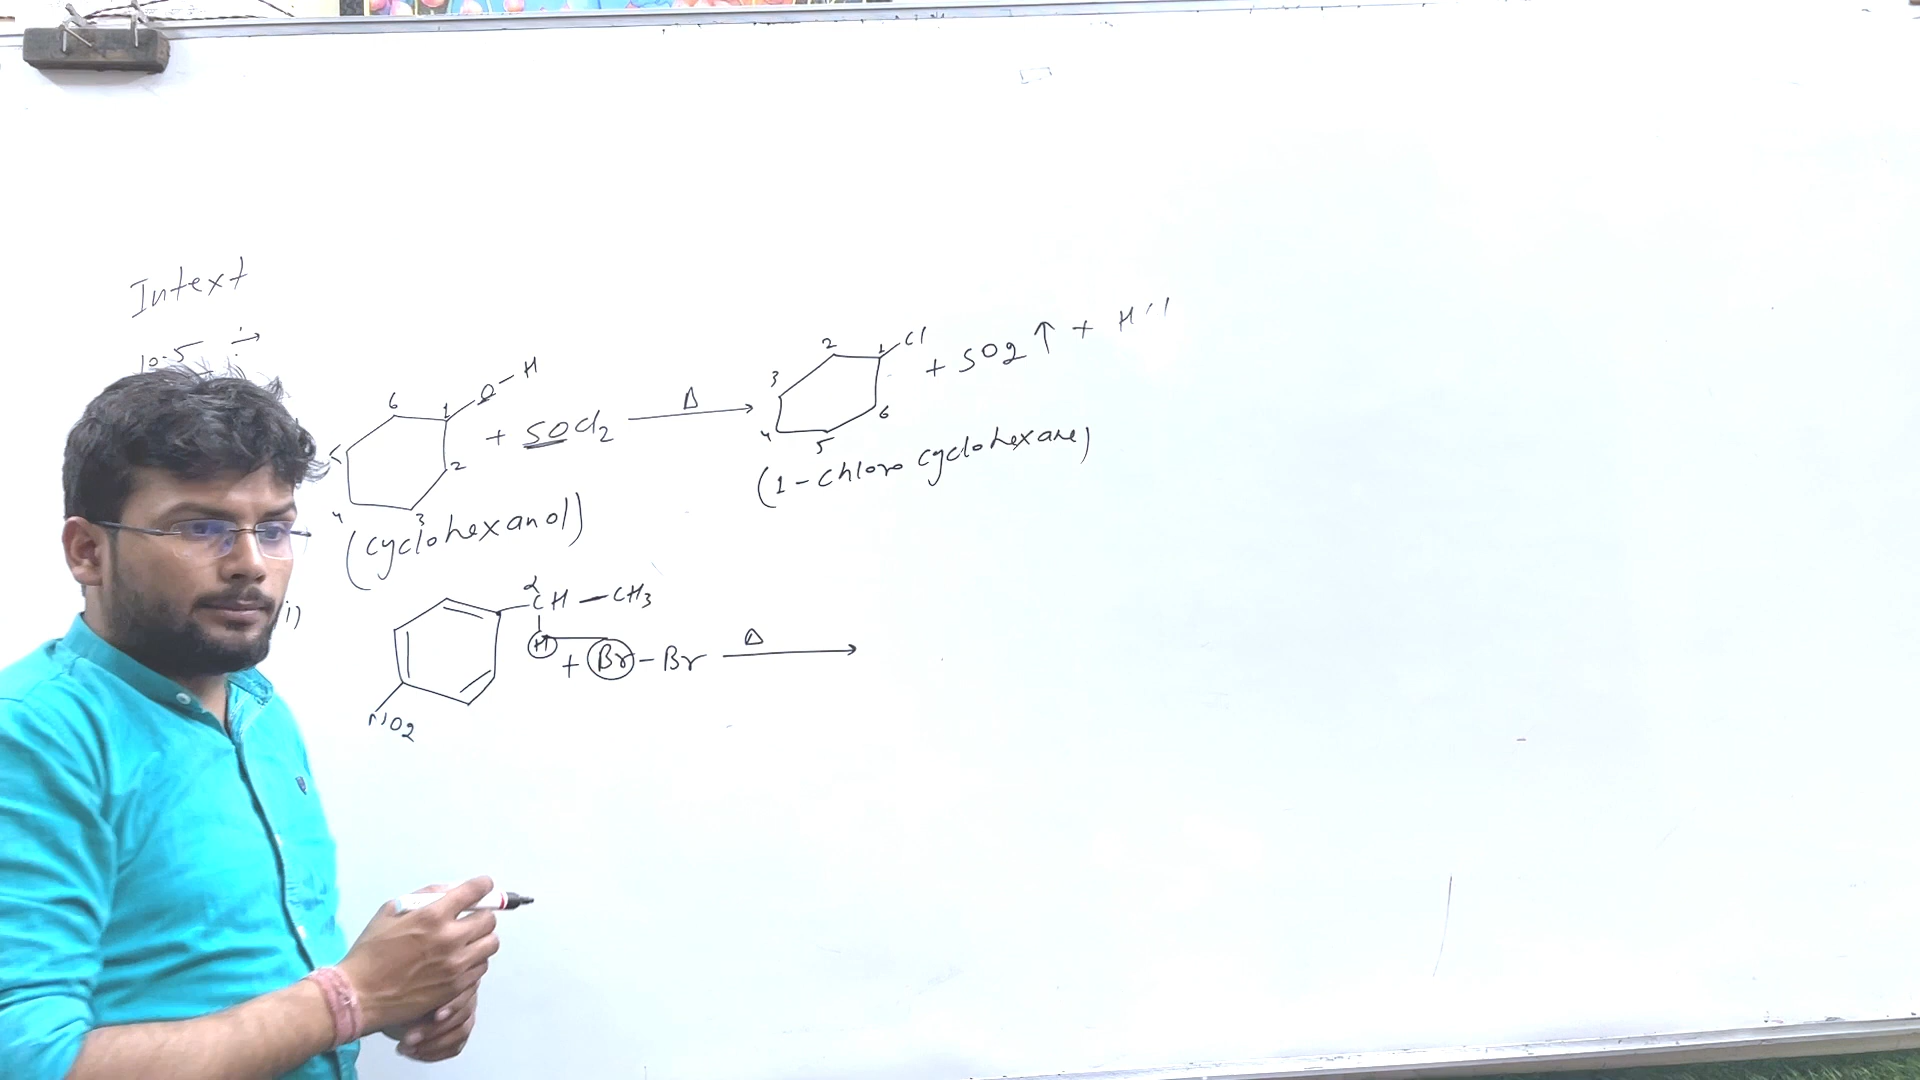 Intext
10.5 ÷→
6 1 O-H 2 3 4 + SOCl2 Δ → 3 2 1 Cl 6 5 4 + SO2 ↑ + HCl
(cyclohexanol) (1-chloro cyclohexane)
i) CH - CH3
H + Br - Br Δ →
NO2